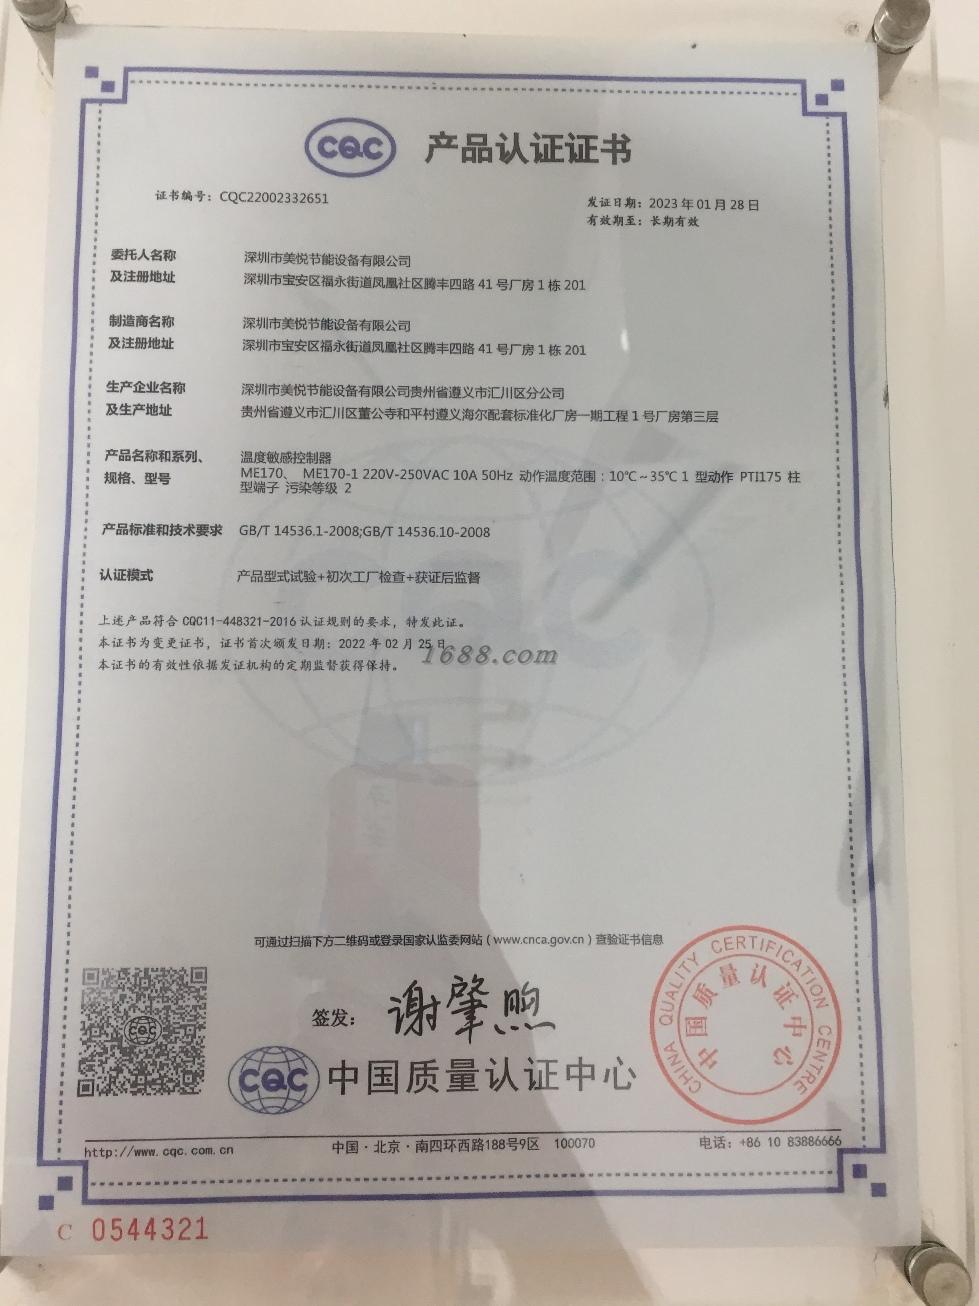 CQC 产品认证证书
证书编号：CQC22002332651
发证日期：2023 年 01 月 28 日
有效期至：长期有效
委托人名称 深圳市美悦节能设备有限公司
及注册地址 深圳市宝安区福永街道凤凰社区腾丰四路 41 号厂房 1 栋 201
制造商名称 深圳市美悦节能设备有限公司
及注册地址 深圳市宝安区福永街道凤凰社区腾丰四路 41 号厂房 1 栋 201
生产企业名称 深圳市美悦节能设备有限公司贵州省遵义市汇川区分公司
及生产地址 贵州省遵义市汇川区董公寺和平村遵义海尔配套标准化厂房一期工程 1 号厂房第三层
产品名称和系列、 温度敏感控制器
规格、型号 ME170、 ME170-1 220V-250VAC 10A 50Hz 动作温度范围：10℃～35℃ 1 型动作 PTI175 柱
型端子 污染等级 2
产品标准和技术要求 GB/T 14536.1-2008;GB/T 14536.10-2008
认证模式 产品型式试验+初次工厂检查+获证后监督
上述产品符合 CQC11-448321-2016 认证规则的要求，特发此证。
本证书为变更证书，证书首次颁发日期：2022 年 02 月 25 日
本证书的有效性依据发证机构的定期监督获得保持。
1688.com
CQC
可通过扫描下方二维码或登录国家认监委网站（www.cnca.gov.cn）查验证书信息
CQC
签发： 谢肇煦
CQC 中国质量认证中心
CHINA QUALITY CERTIFICATION CENTRE
中国质量认证中心
http://www.cqc.com.cn 中国·北京·南四环西路188号9区 100070 电话：+86 10 83886666
C 0544321